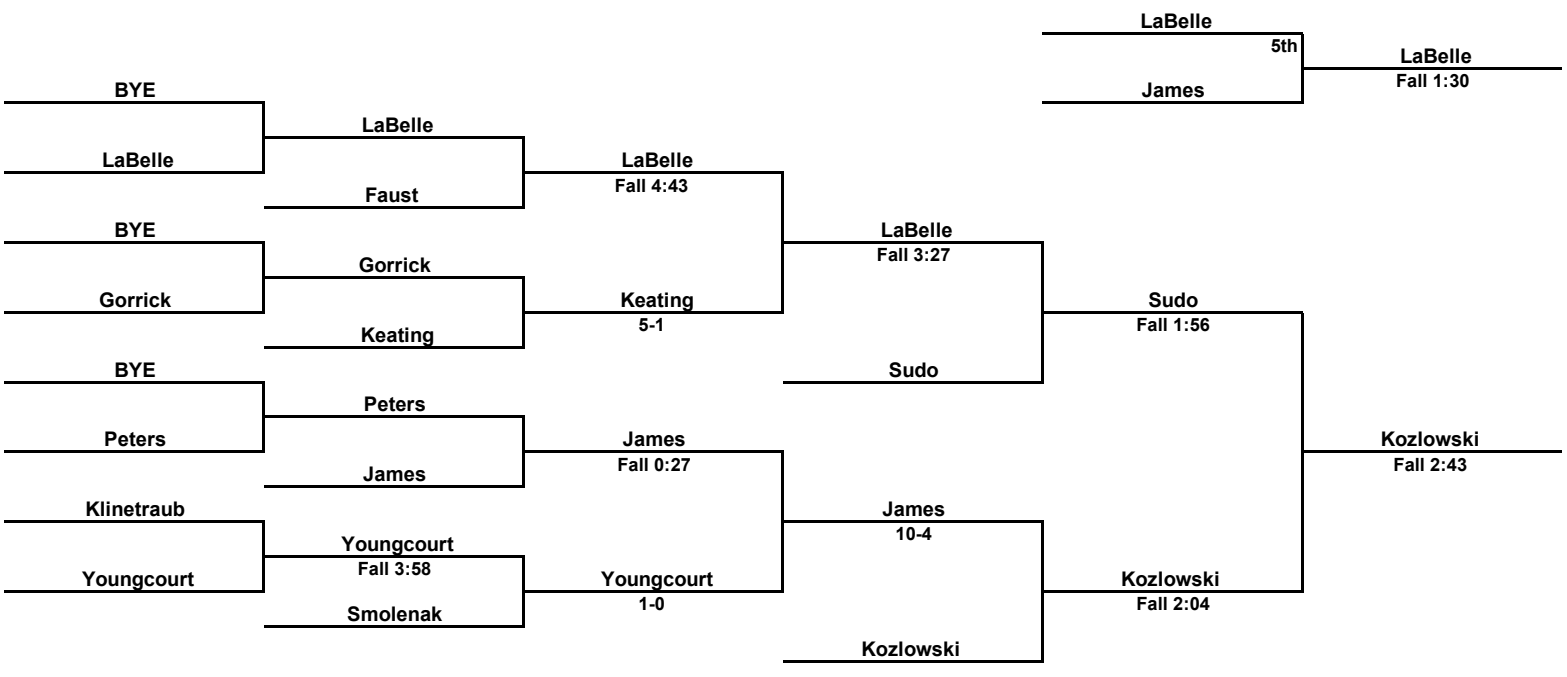 LaBelle
5th
LaBelle
BYE
James
Fall 1:30
LaBelle
LaBelle
LaBelle
Faust
Fall 4:43
BYE
LaBelle
Gorrick
Fall 3:27
Gorrick
Keating
Sudo
Keating
5-1
Fall 1:56
BYE
Sudo
Peters
Peters
James
Kozlowski
James
Fall 0:27
Fall 2:43
Klinetraub
James
Youngcourt
10-4
Youngcourt
Fall 3:58
Youngcourt
Kozlowski
Smolenak
1-0
Fall 2:04
Kozlowski